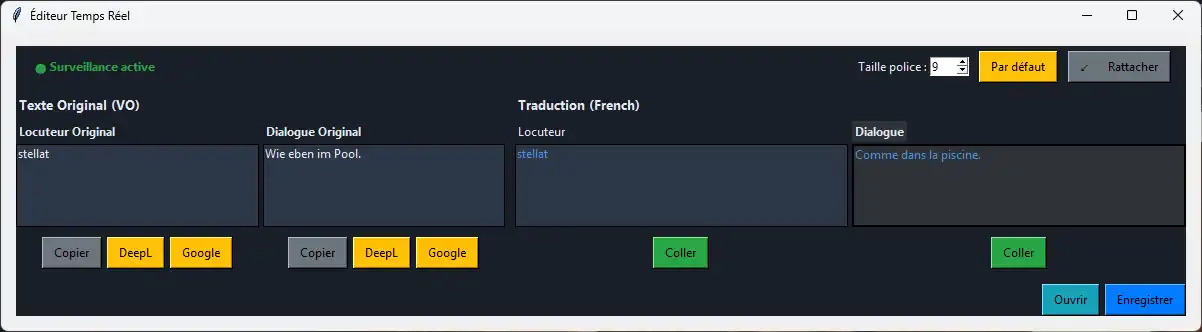 Éditeur Temps Réel
Surveillance active
Taille police : 9
Par défaut
✓ Rattacher
Texte Original (VO)
Traduction (French)
Locuteur Original
Dialogue Original
Locuteur
Dialogue
stellat
Wie eben im Pool.
stellat
Comme dans la piscine.
Copier
DeepL
Google
Copier
DeepL
Google
Coller
Coller
Ouvrir
Enregistrer